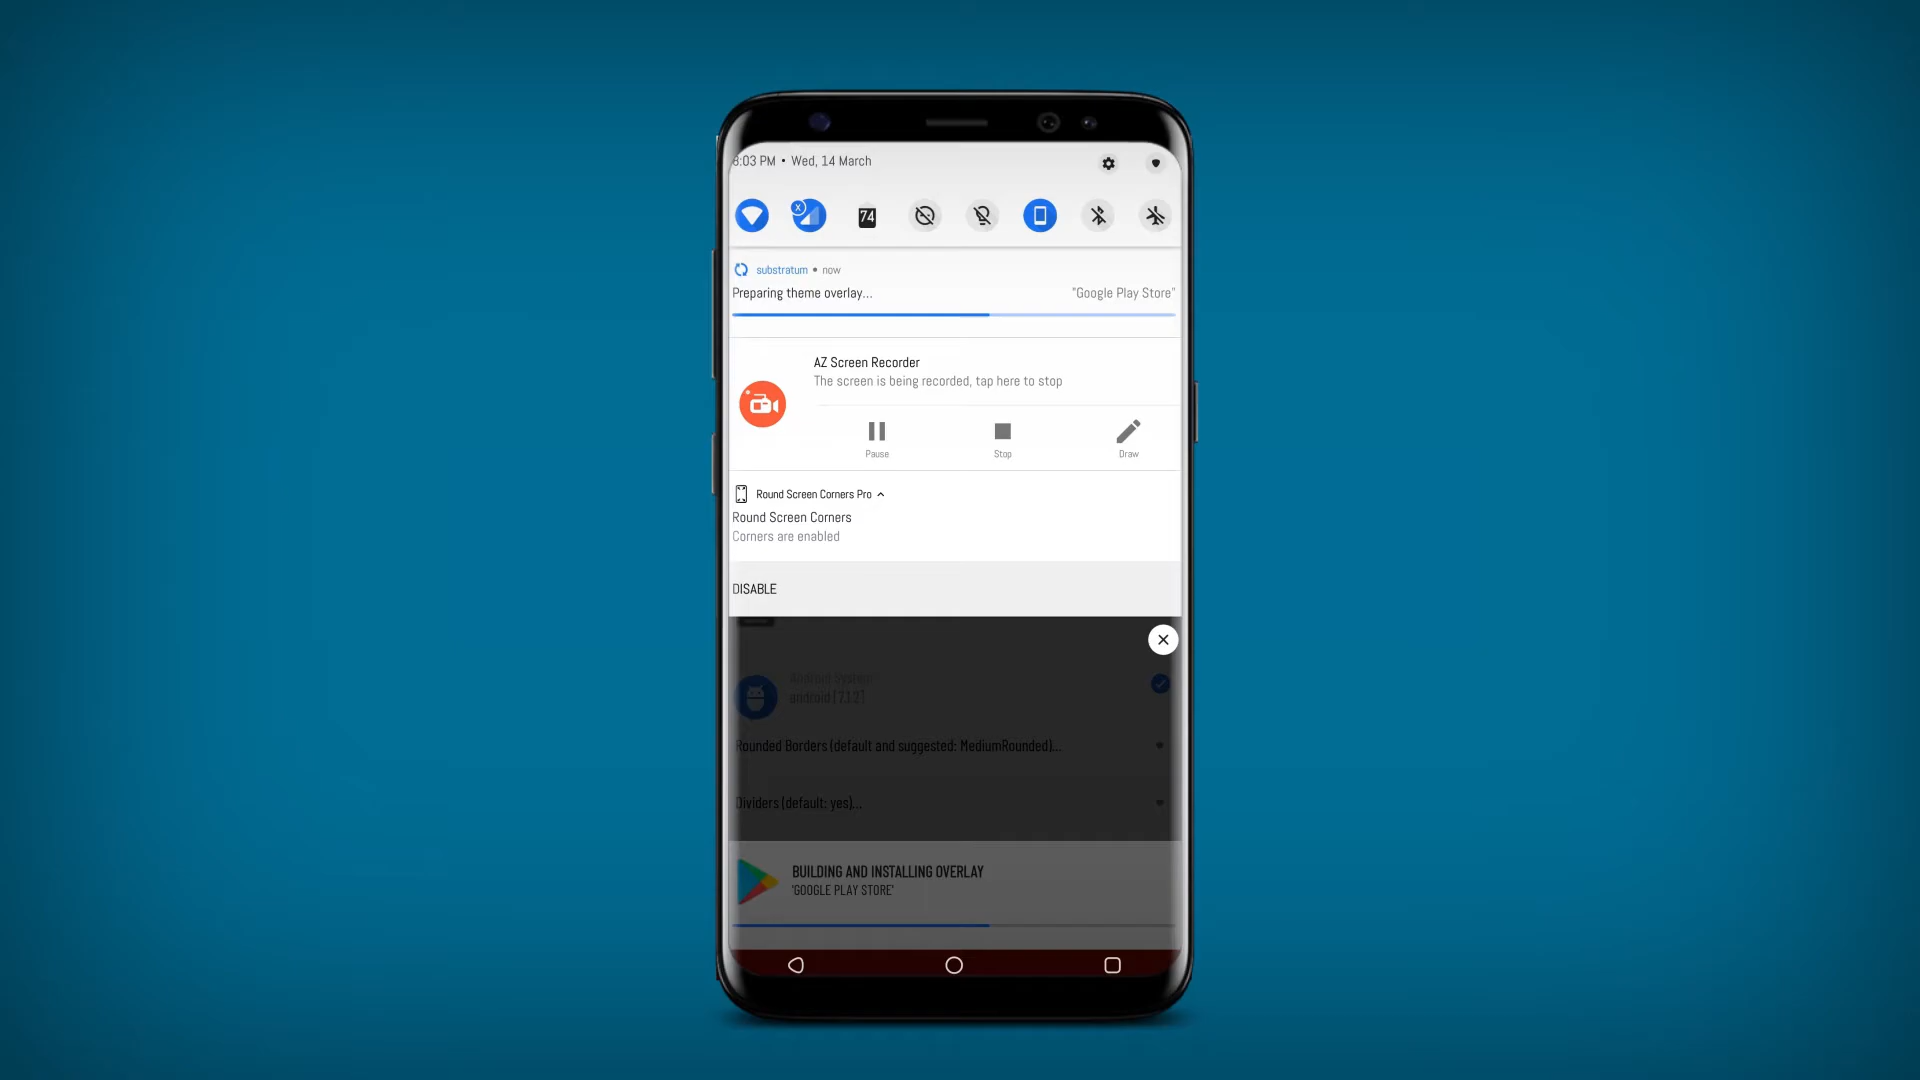 8:03 PM • Wed, 14 March
X
74
substratum • now
Preparing theme overlay...
"Google Play Store"
AZ Screen Recorder
The screen is being recorded, tap here to stop
Pause
Stop
Draw
Round Screen Corners Pro
Round Screen Corners
Corners are enabled
DISABLE
Android System
android [7.1.2]
Rounded Borders (default and suggested: MediumRounded)...
Dividers (default: yes)...
BUILDING AND INSTALLING OVERLAY
'GOOGLE PLAY STORE'